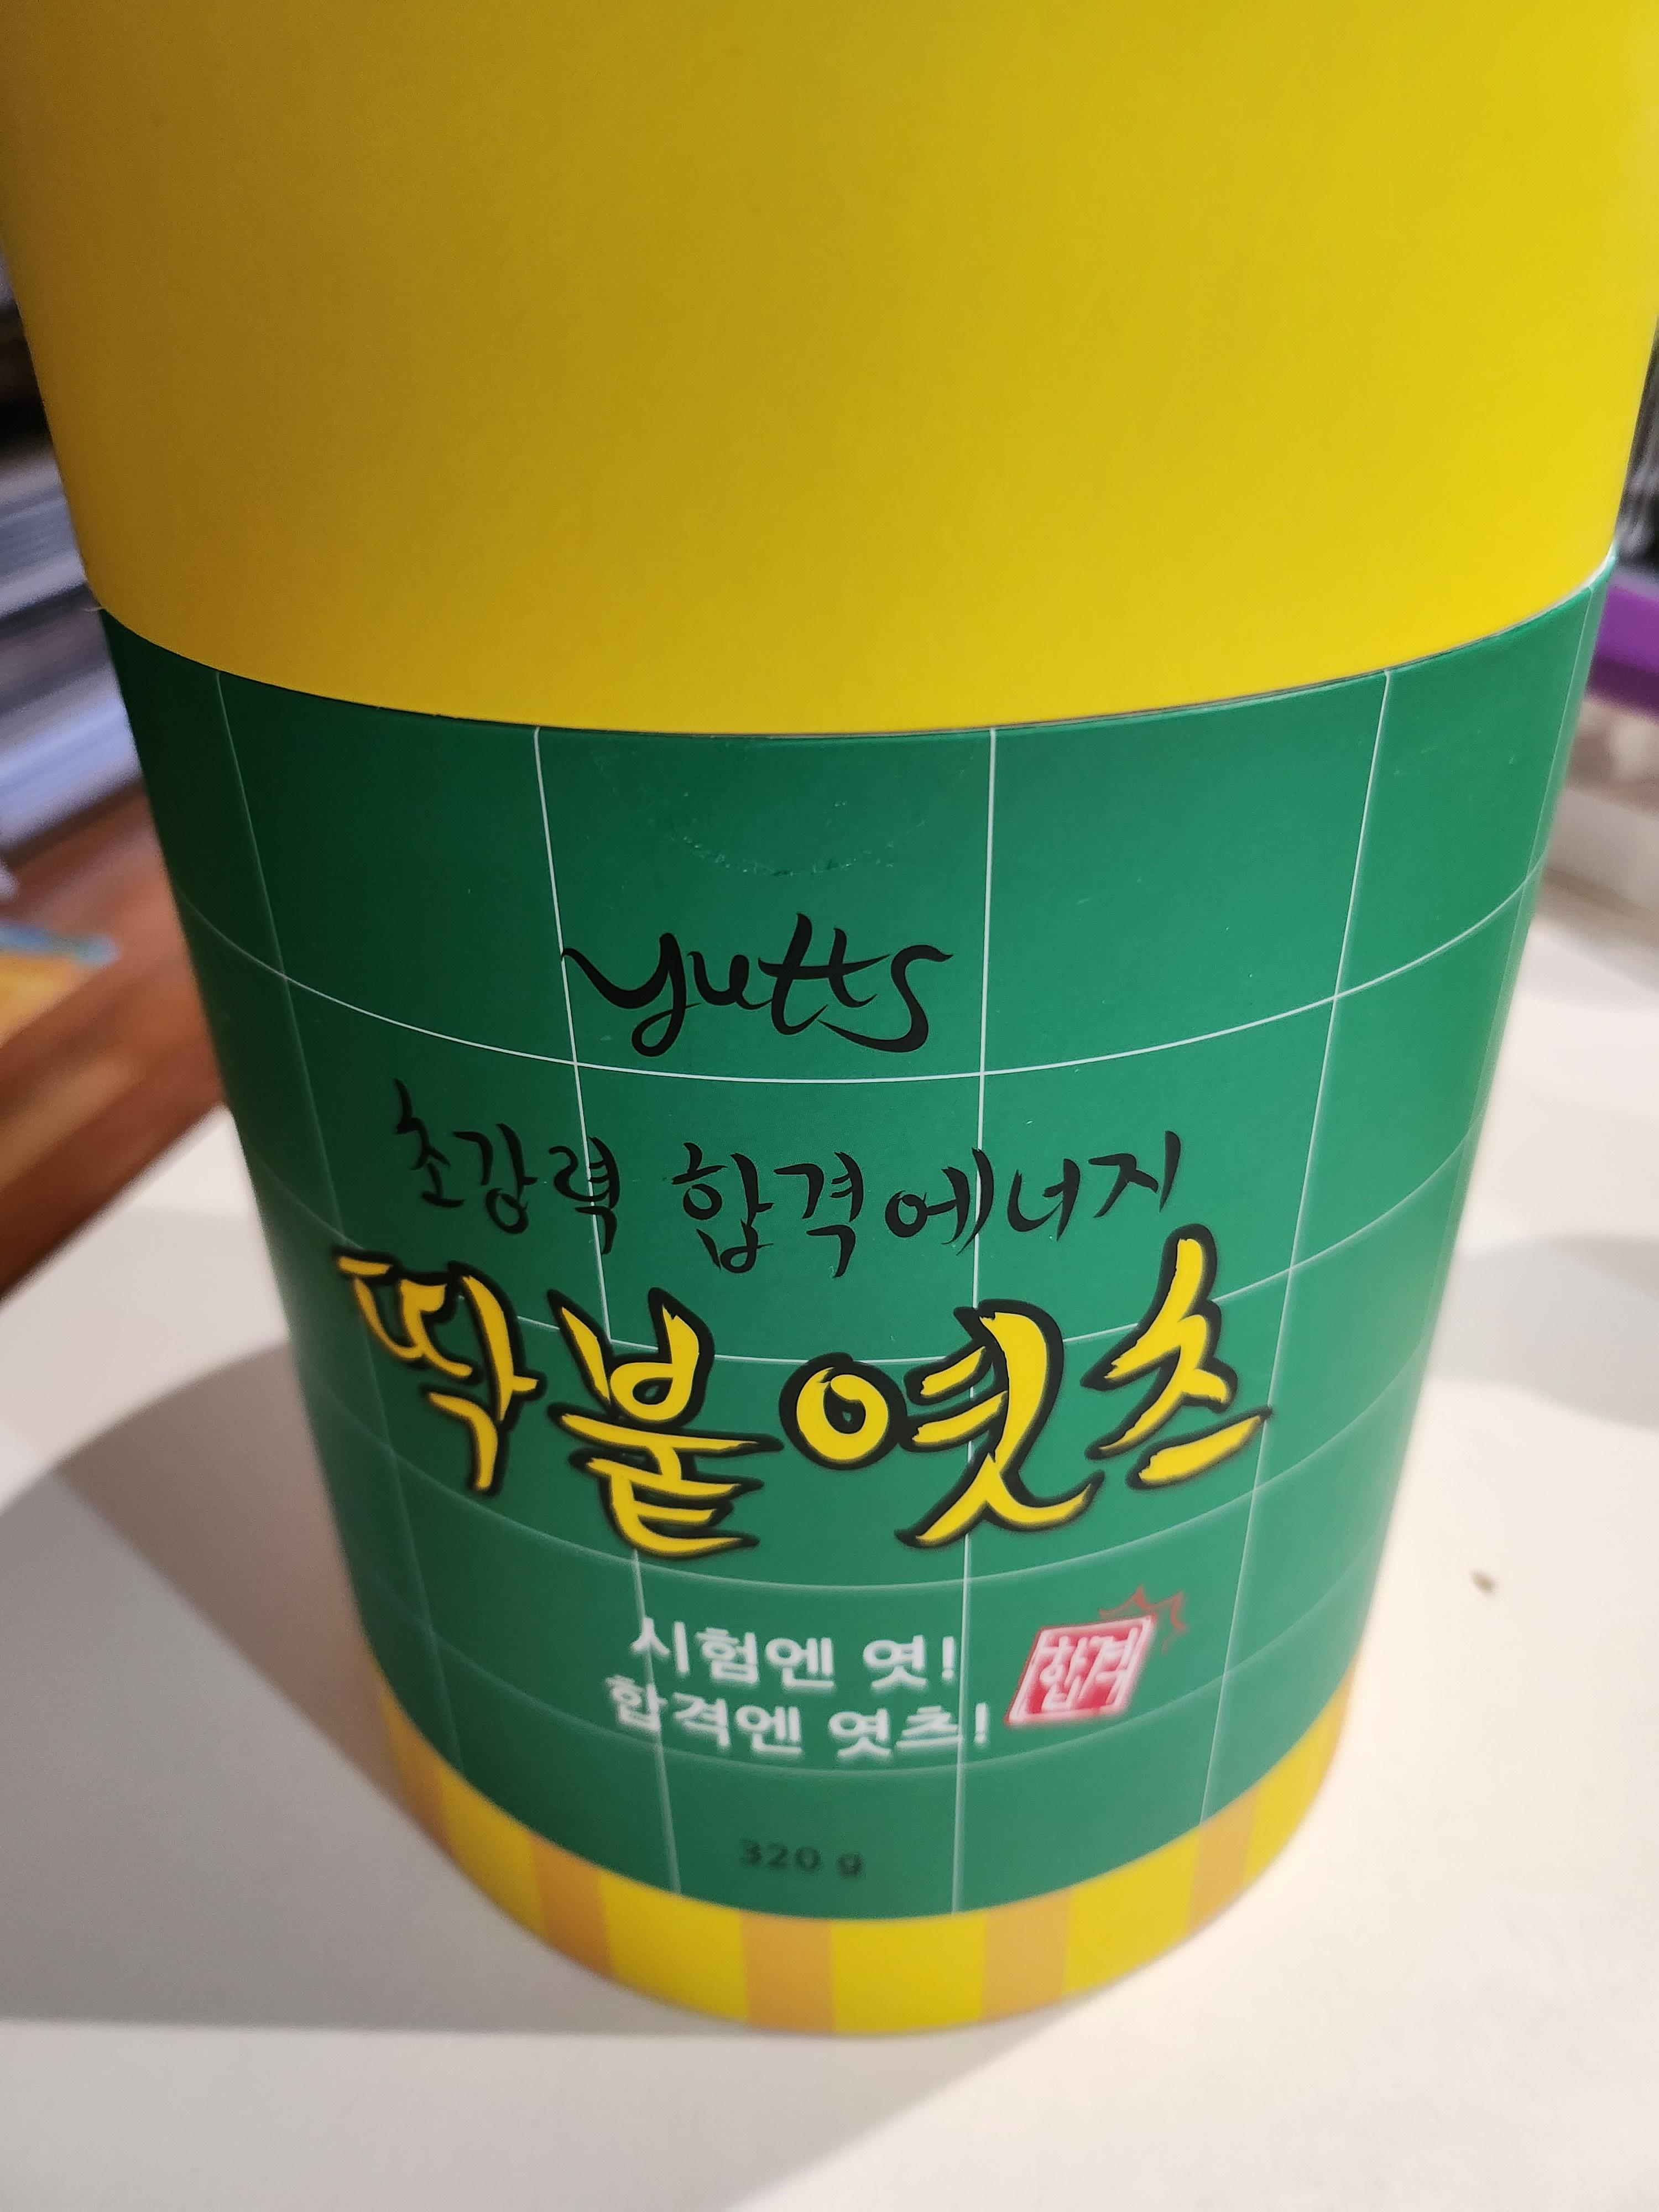 yutts
초강력 합격에너지
딱붙엿츠
시험엔 엿!
합격엔 엿츠!
합격
320 g